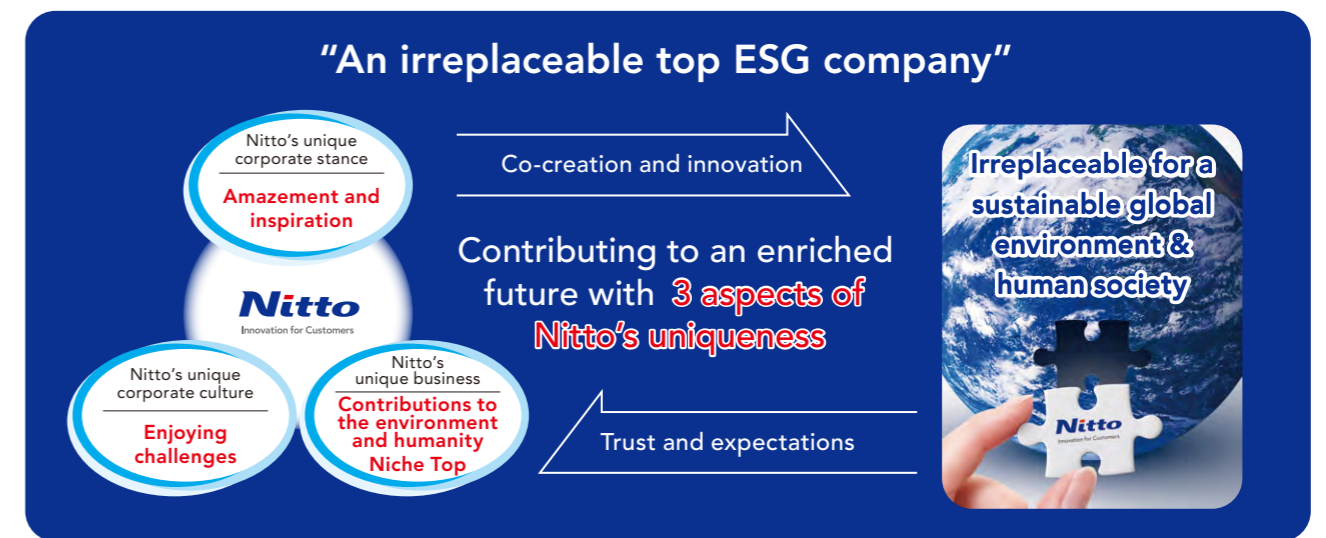 “An irreplaceable top ESG company”
Nitto’s unique
corporate stance
Amazement and
inspiration
Nitto
Innovation for Customers
Nitto’s unique
corporate culture
Enjoying
challenges
Nitto’s
unique business
Contributions to
the environment
and humanity
Niche Top
Co-creation and innovation
Contributing to an enriched
future with 3 aspects of
Nitto’s uniqueness
Trust and expectations
Irreplaceable for a
sustainable global
environment &
human society
Nitto
Innovation for Customers